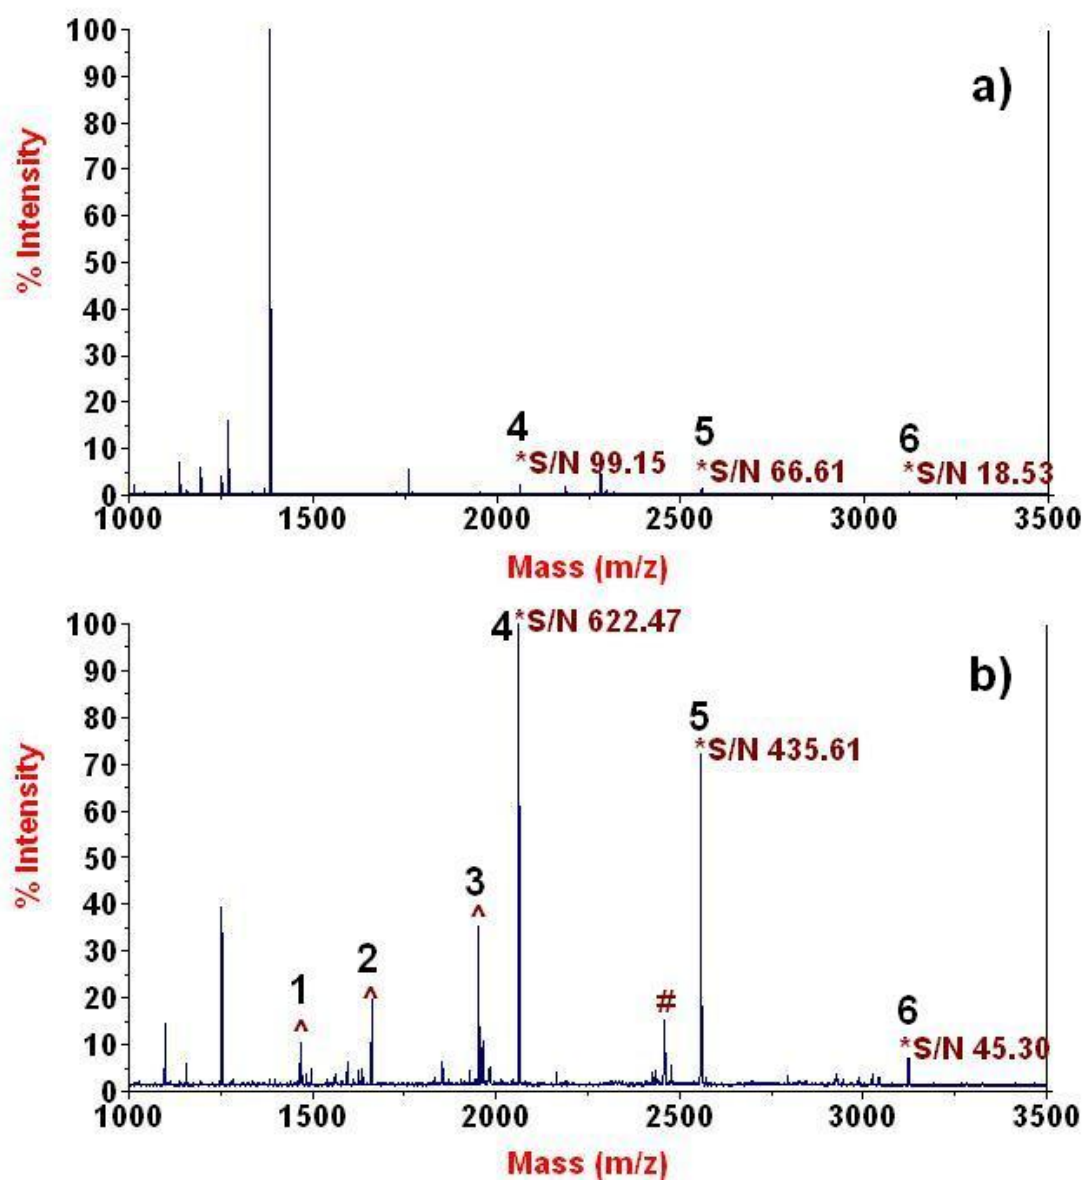 100
a)
90
80
70
60
50
40
30
20
10
0
% Intensity
4
*S/N 99.15
5
*S/N 66.61
6
*S/N 18.53
1000 1500 2000 2500 3000 3500
Mass (m/z)
100
4 *S/N 622.47
b)
90
80
70
60
50
40
30
20
10
0
% Intensity
5
*S/N 435.61
3
^
2
^
1
^
#
6
*S/N 45.30
1000 1500 2000 2500 3000 3500
Mass (m/z)